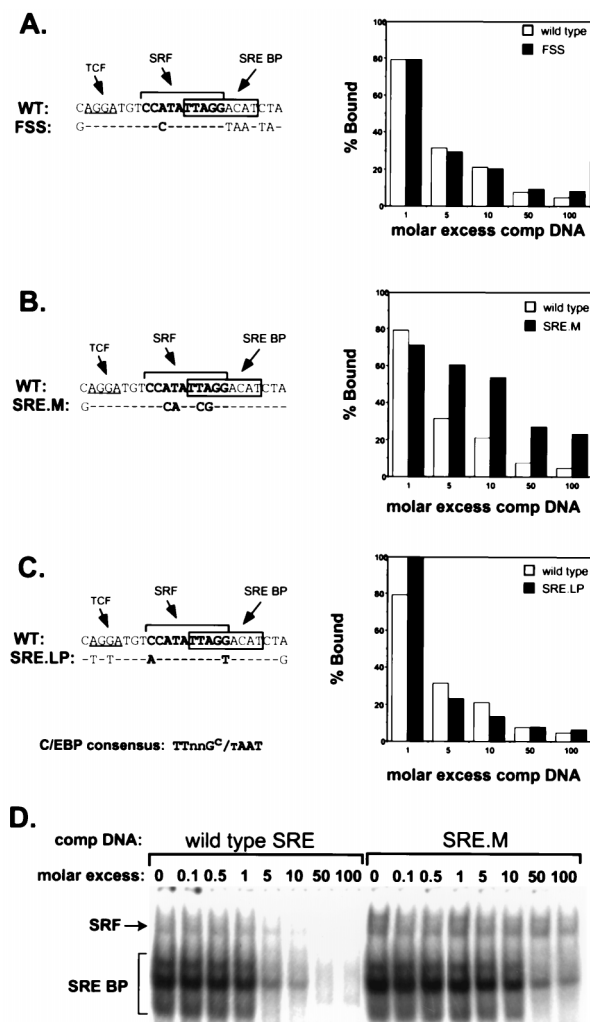 A.
TCF SRF SRE BP
WT: CAGGATGTCCATATTAGGACATCTA
FSS: G-------- C ------------TAA-TA-
wild type
FSS
% Bound
100
80
60
40
20
0
1 5 10 50 100
molar excess comp DNA
B.
TCF SRF SRE BP
WT: CAGGATGTCCATATTAGGACATCTA
SRE.M: G----------CA--CG----------
wild type
SRE.M
% Bound
100
80
60
40
20
0
1 5 10 50 100
molar excess comp DNA
C.
TCF SRF SRE BP
WT: CAGGATGTCCATATTAGGACATCTA
SRE.LP: --T-T----A--------T-------G
C/EBP consensus: TTnnGC/TAAT
wild type
SRE.LP
% Bound
100
80
60
40
20
0
1 5 10 50 100
molar excess comp DNA
D.
comp DNA: wild type SRE SRE.M
molar excess: 0 0.1 0.5 1 5 10 50 100 0 0.1 0.5 1 5 10 50 100
SRF
SRE BP